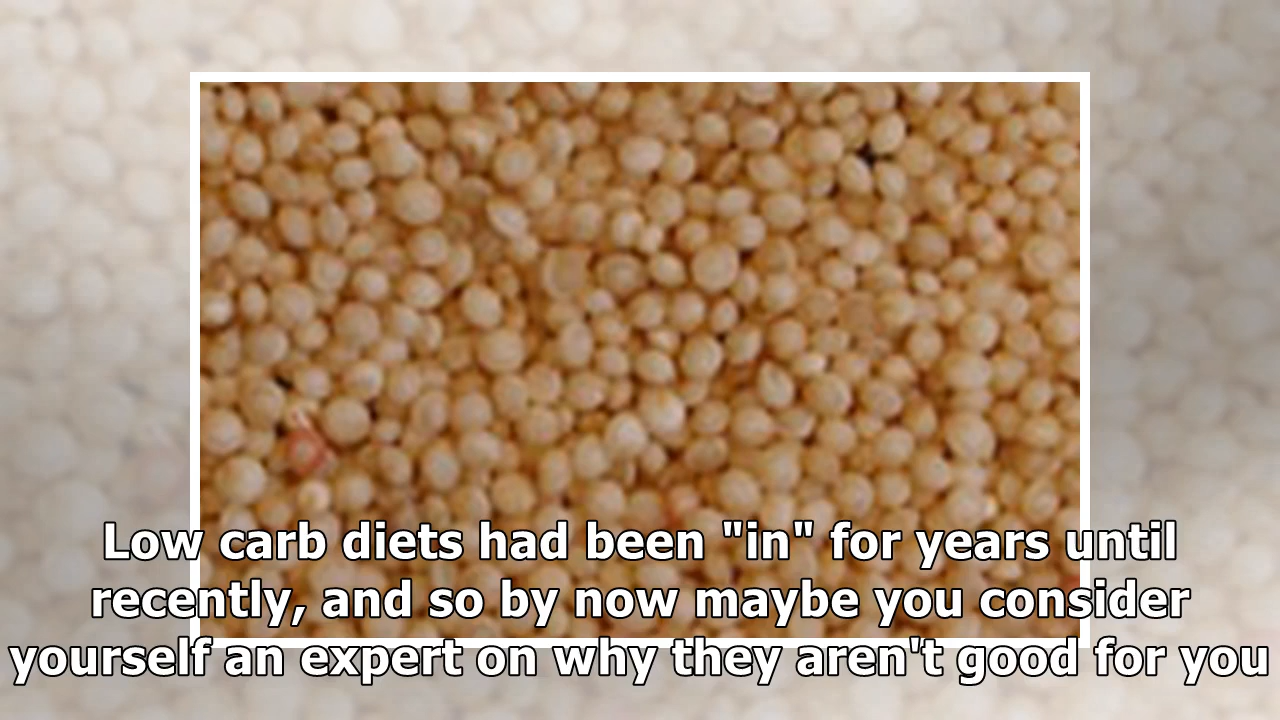 Low carb diets had been "in" for years until
recently, and so by now maybe you consider
yourself an expert on why they aren't good for you